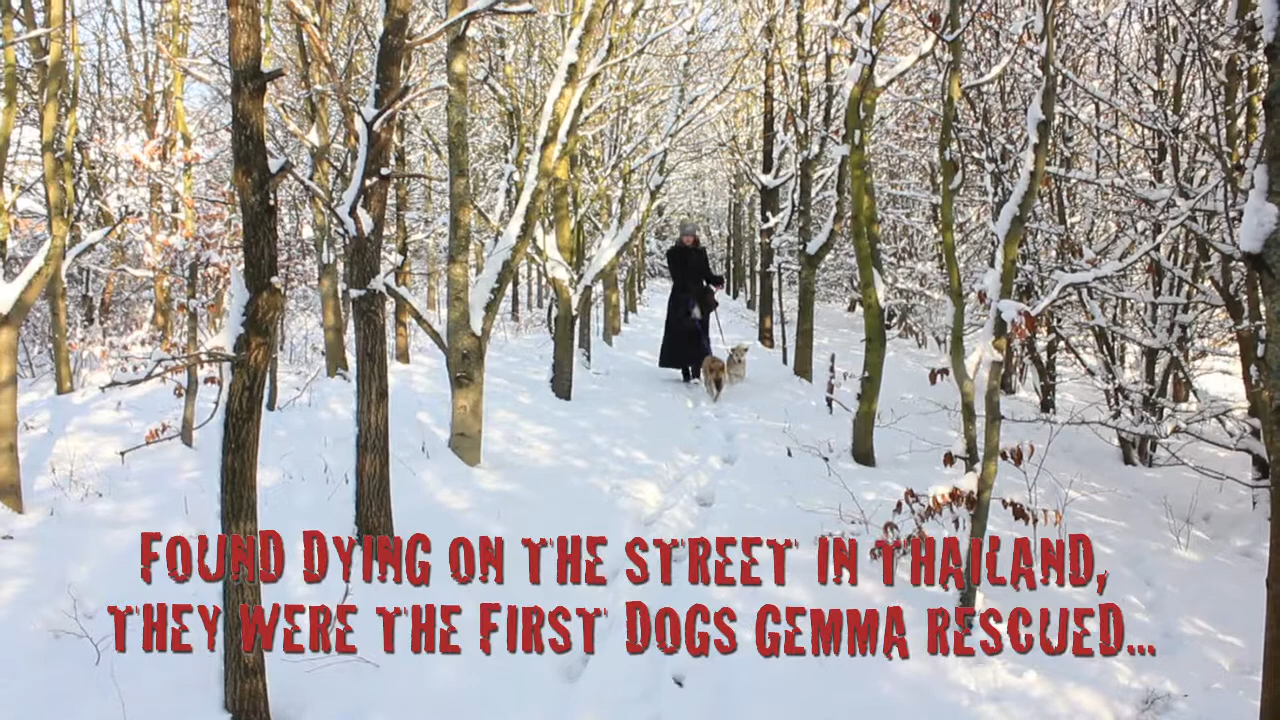 FOUND DYING ON THE STREET IN THAILAND,
THEY WERE THE FIRST DOGS GEMMA RESCUED...